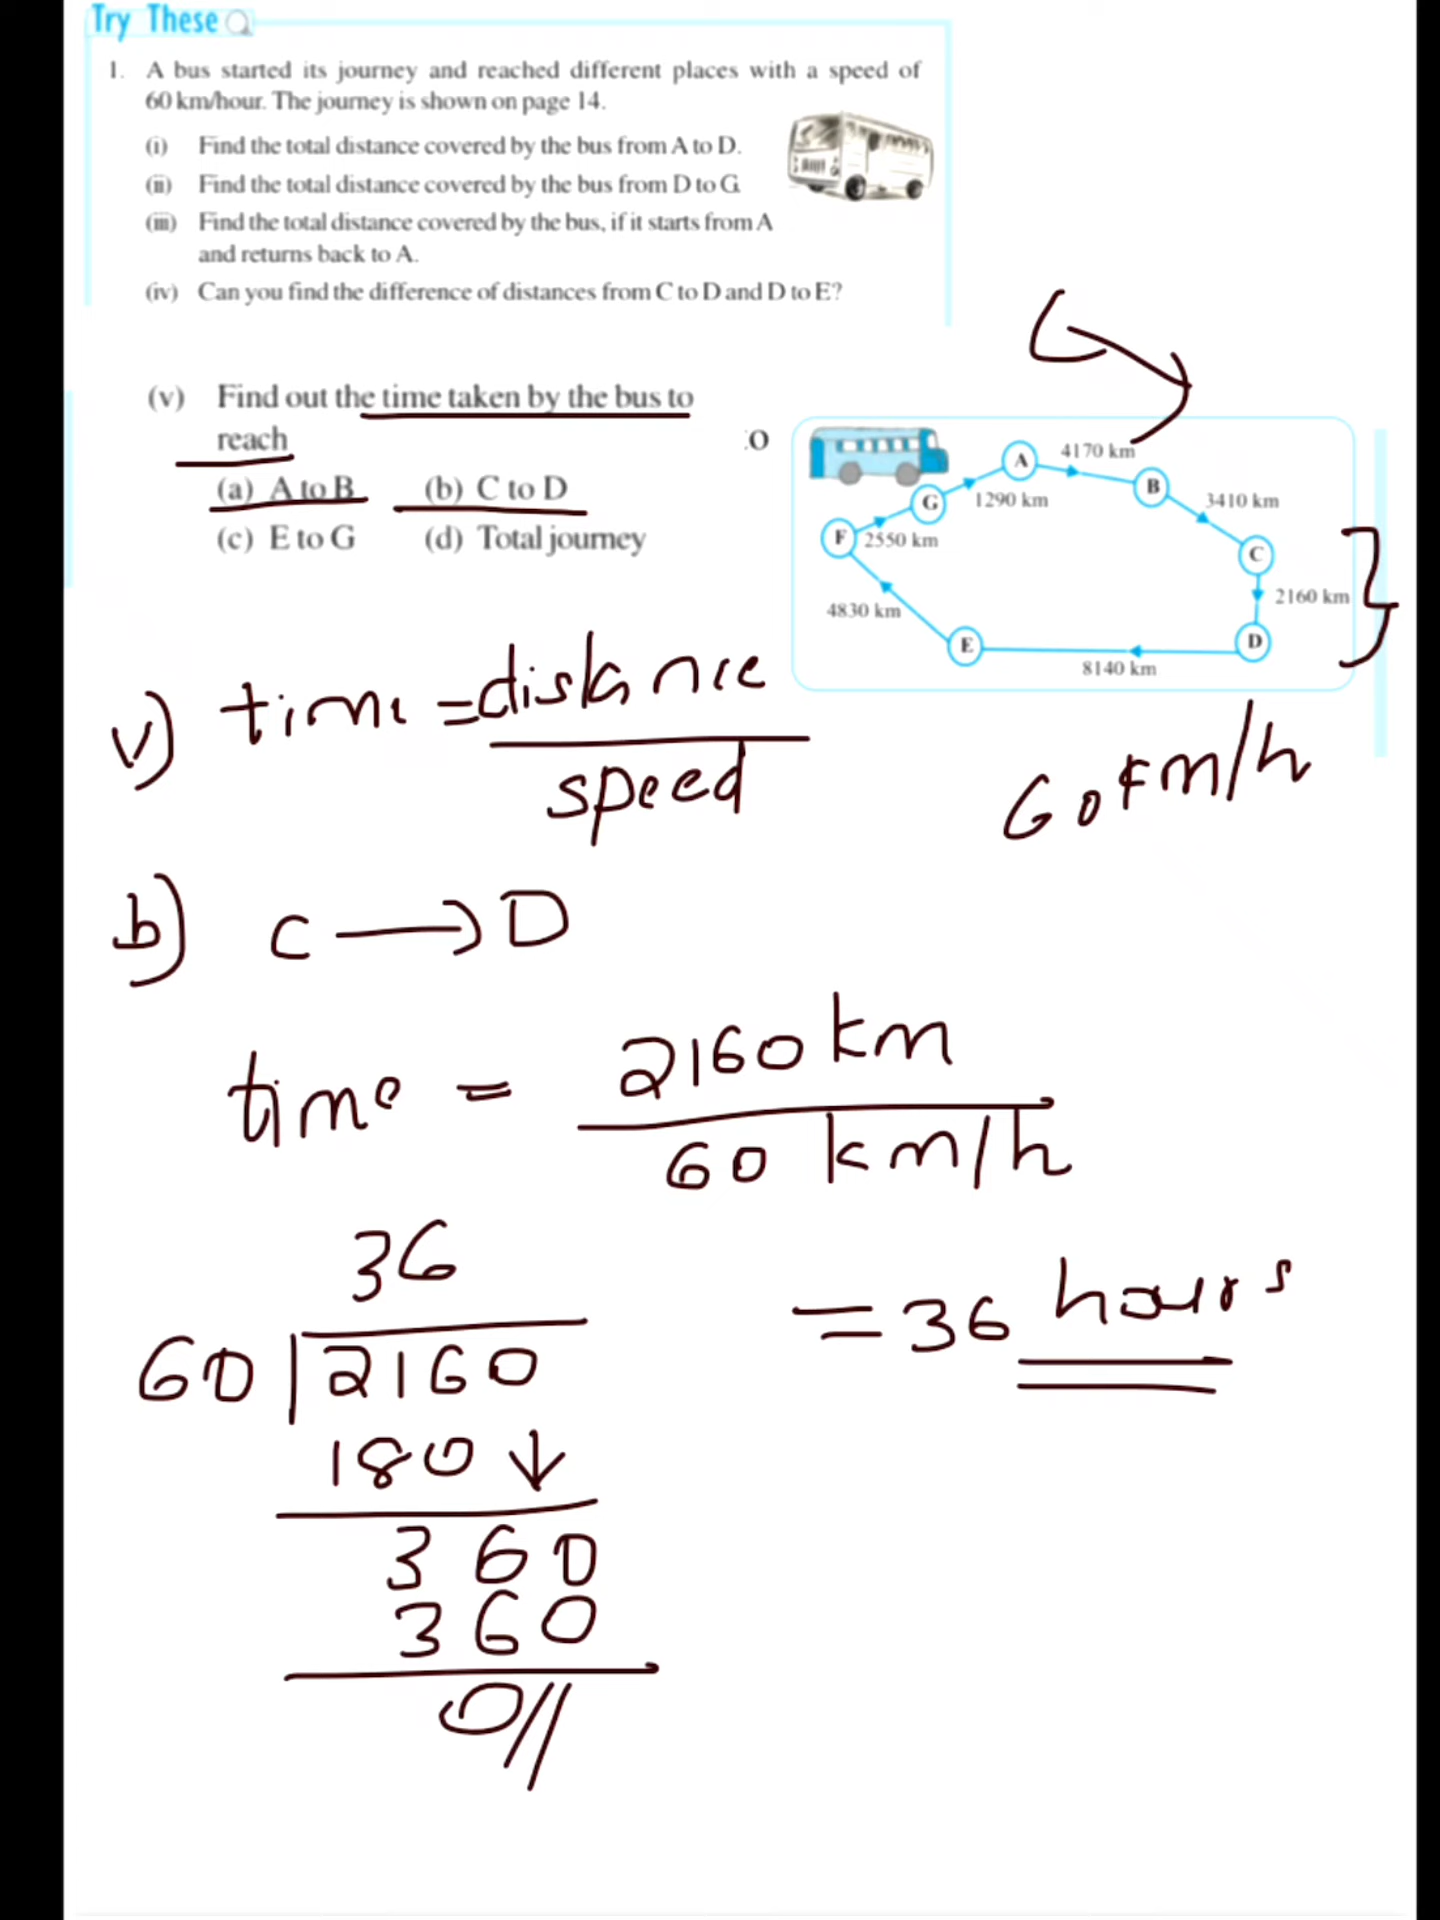 Try These
1. A bus started its journey and reached different places with a speed of
60 km/hour. The journey is shown on page 14.
(i) Find the total distance covered by the bus from A to D.
(ii) Find the total distance covered by the bus from D to G
(iii) Find the total distance covered by the bus, if it starts from A
and returns back to A.
(iv) Can you find the difference of distances from C to D and D to E?
(v) Find out the time taken by the bus to
reach
(a) A to B (b) C to D
(c) E to G (d) Total journey
A 4170 km
B
G 1290 km 3410 km
F 2550 km
C
2160 km
4830 km
E D
8140 km
v) time = distance
speed
60 km/h
b) C → D
time = 2160 km
60 km/h
36
= 36 hours
60 2160
180 ↓
360
360
0//